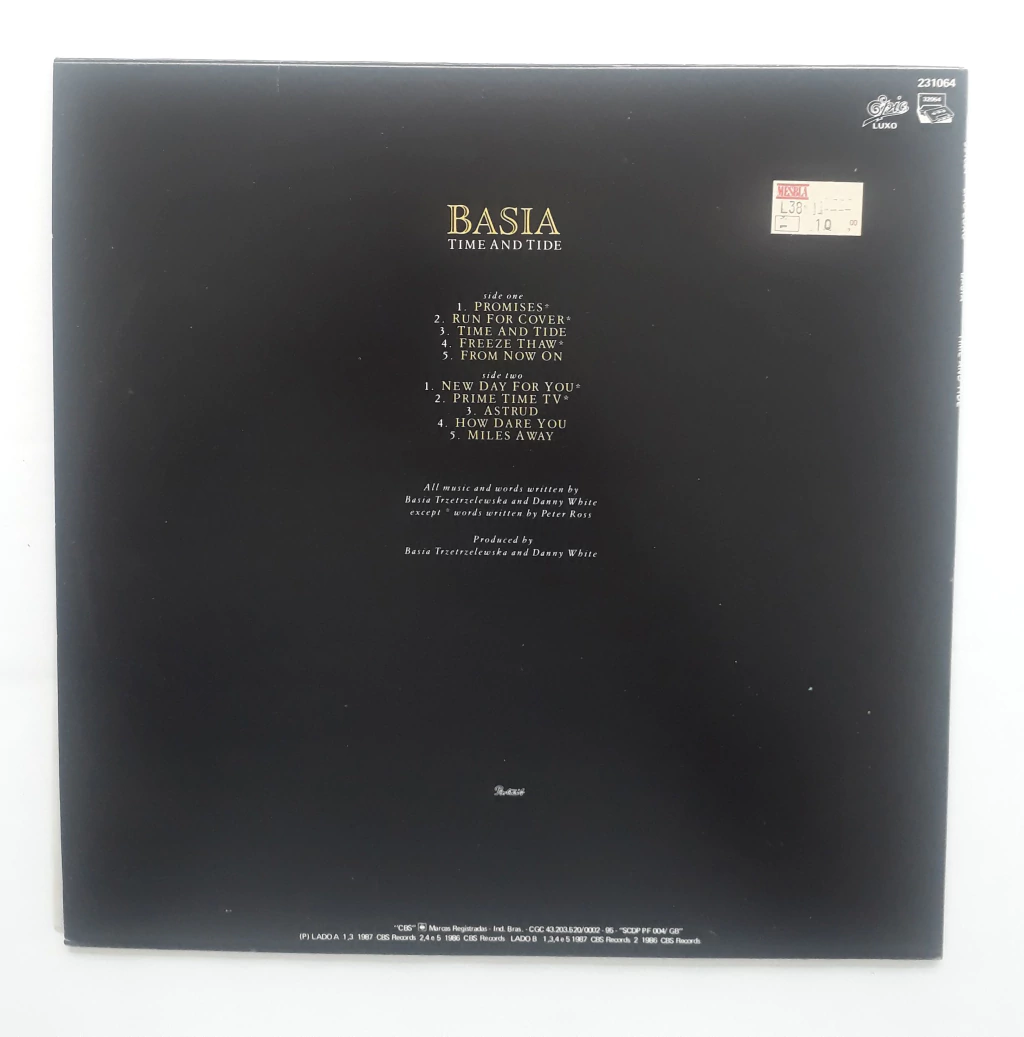 231064
Epic
LUXO
MESBLA
L38
10
BASIA
TIME AND TIDE
side one
1. PROMISES*
2. RUN FOR COVER*
3. TIME AND TIDE
4. FREEZE THAW*
5. FROM NOW ON
side two
1. NEW DAY FOR YOU*
2. PRIME TIME TV*
3. ASTRUD
4. HOW DARE YOU
5. MILES AWAY
All music and words written by
Basia Trzetrzelewska and Danny White
except * words written by Peter Ross
Produced by
Basia Trzetrzelewska and Danny White
"CBS" Marcas Registradas - Ind. Bras. - CGC 43.203.520/0002 - 96 - "SCDP PF 004/ GB"
(P) LADO A 1,3 1987 CBS Records 2,4 e 5 1986 CBS Records LADO B 1,3,4 e 5 1987 CBS Records 2 1986 CBS Records